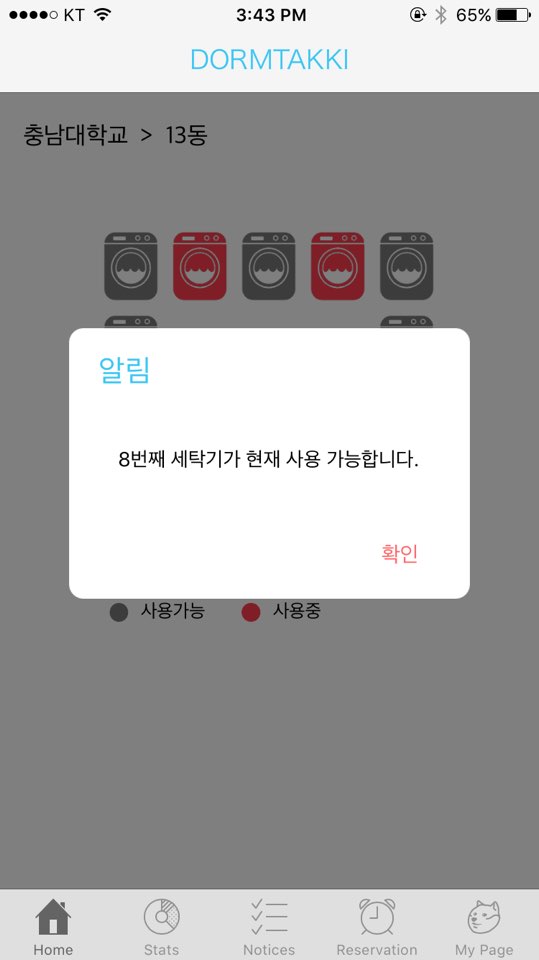 KT 3:43 PM 65%
DORMTAKKI
충남대학교 > 13동
알림
8번째 세탁기가 현재 사용 가능합니다.
확인
사용가능 사용중
Home Stats Notices Reservation My Page